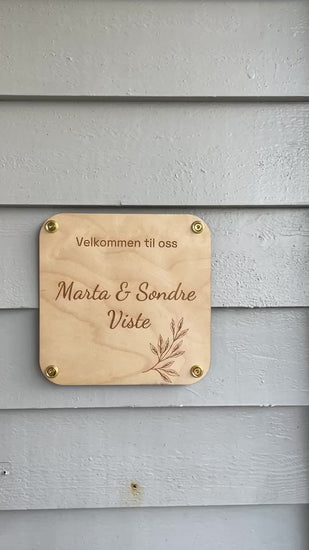 Velkommen til oss
Marta & Sondre
Viste